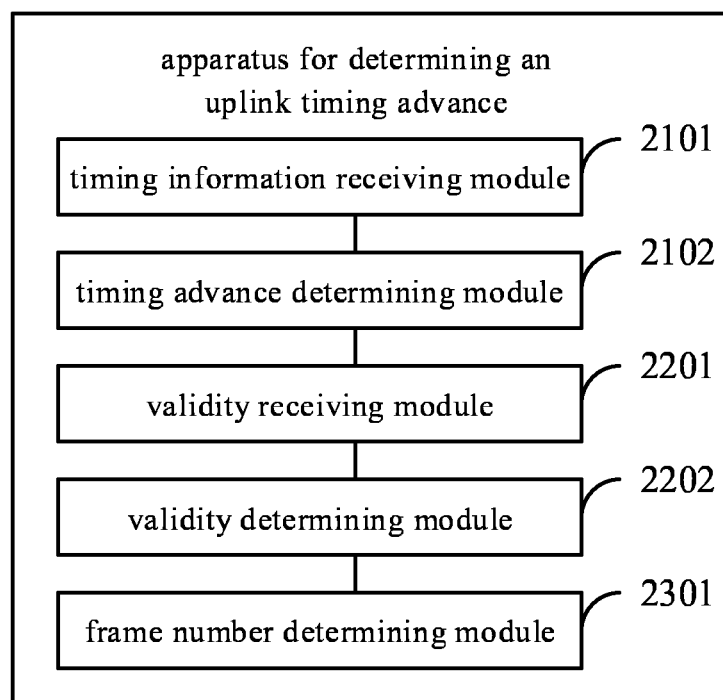 apparatus for determining an
uplink timing advance
2101
timing information receiving module
2102
timing advance determining module
2201
validity receiving module
2202
validity determining module
2301
frame number determining module